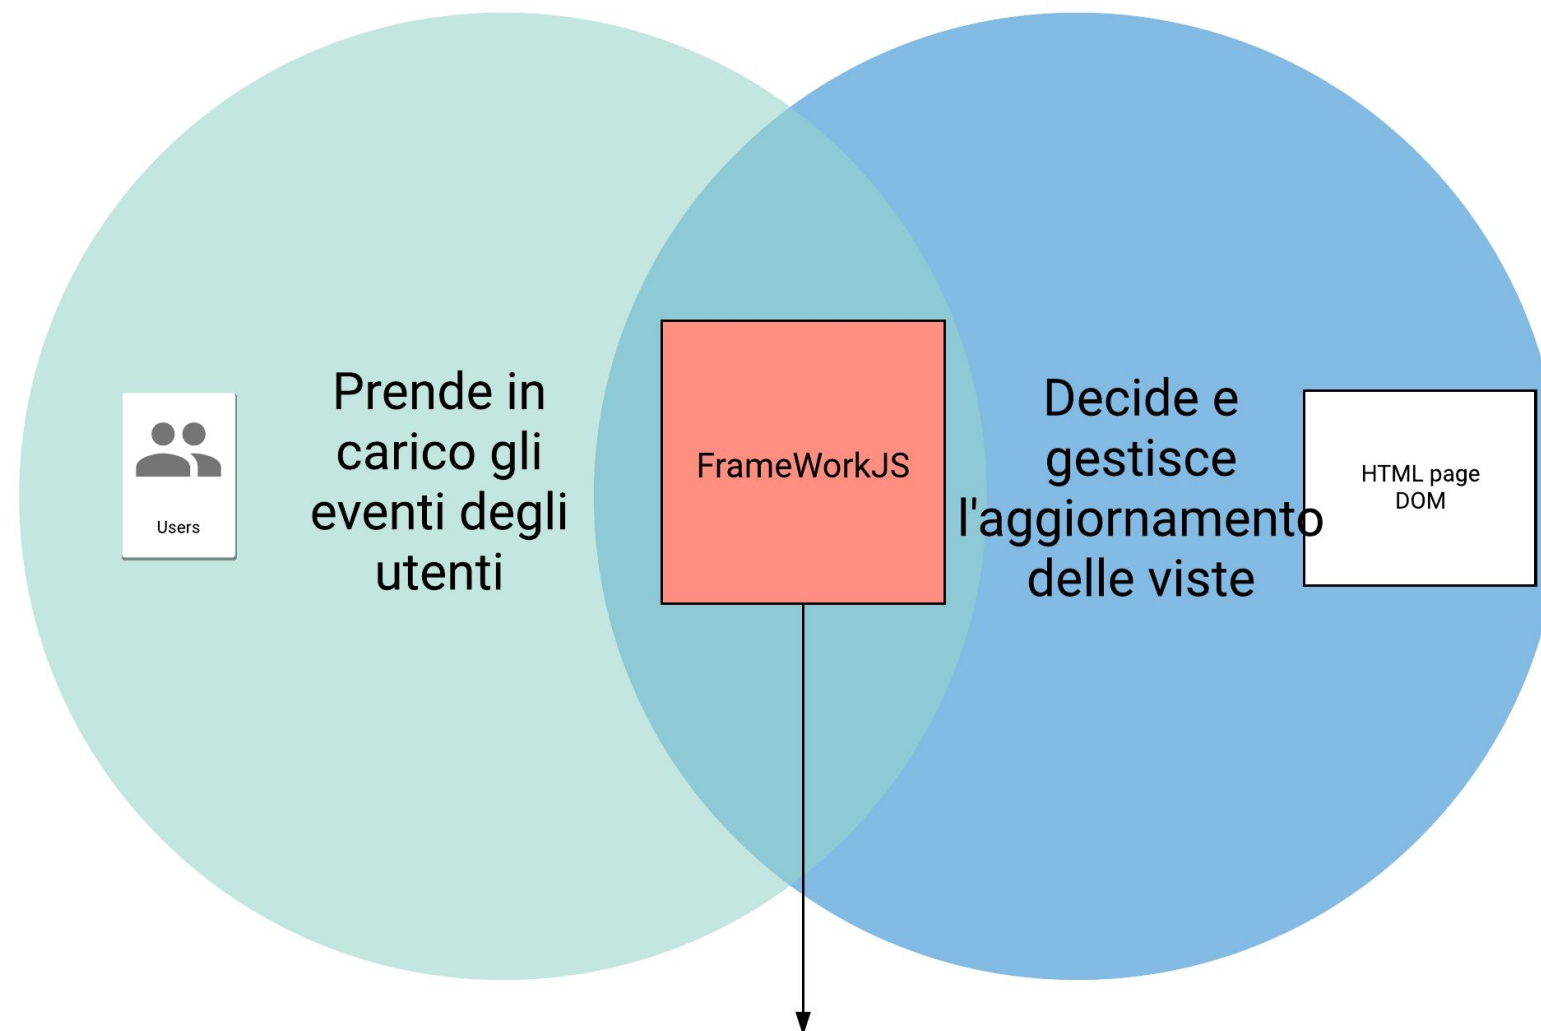 Users
Prende in
carico gli
eventi degli
utenti
FrameWorkJS
Decide e
gestisce
l'aggiornamento
delle viste
HTML page
DOM